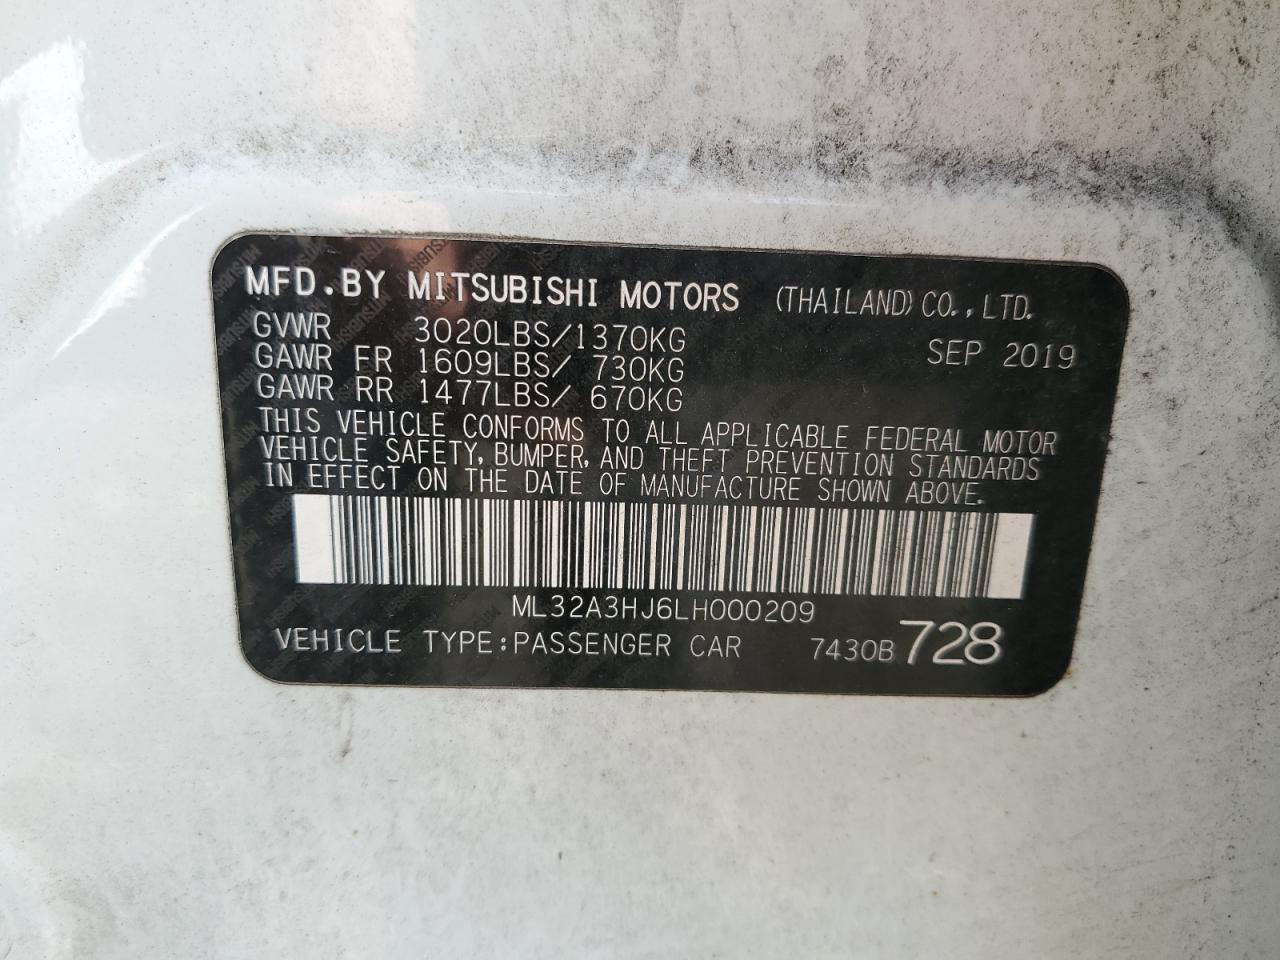 MFD.BY MITSUBISHI MOTORS (THAILAND)CO.,LTD.
GVWR 3020LBS/1370KG SEP 2019
GAWR FR 1609LBS/ 730KG
GAWR RR 1477LBS/ 670KG
THIS VEHICLE CONFORMS TO ALL APPLICABLE FEDERAL MOTOR
VEHICLE SAFETY, BUMPER, AND THEFT PREVENTION STANDARDS
IN EFFECT ON THE DATE OF MANUFACTURE SHOWN ABOVE.
ML32A3HJ6LH000209
VEHICLE TYPE:PASSENGER CAR 7430B 728